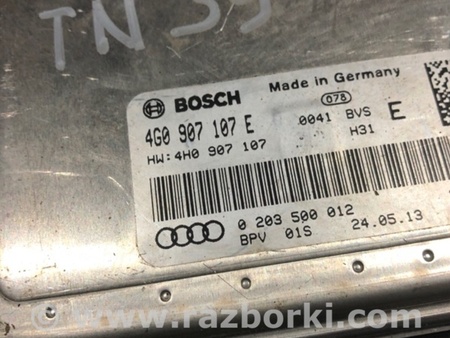 TN 39
BOSCH
Made in Germany
4G0 907 107 E
078
0041 BVS
E
HW:4H0 907 107
H31
0 203 500 012
BPV 01S
24.05.13
www.razborki.com